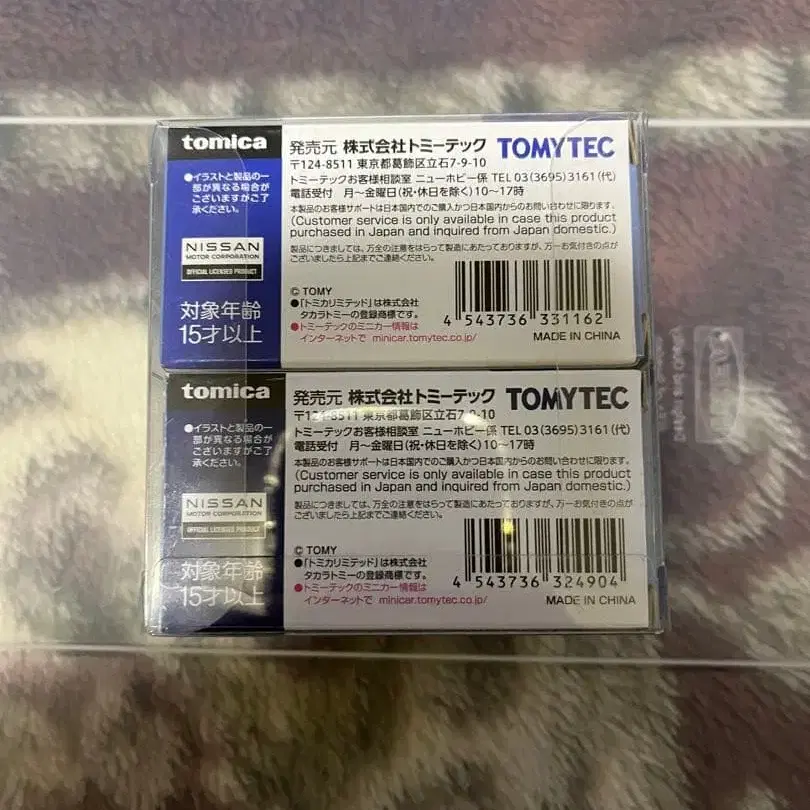 tomica
●イラストと製品の一
部が異なる場合が
ございますがご了
承ください。
NISSAN
MOTOR CORPORATION
OFFICIAL LICENSED PRODUCT
対象年齢
15才以上
発売元 株式会社トミーテック TOMYTEC
〒124-8511 東京都葛飾区立石7-9-10
トミーテックお客様相談室 ニューホビー係 TEL 03(3695)3161(代)
電話受付 月〜金曜日(祝・休日を除く)10〜17時
本製品のお客様サポートは日本国内でのご購入かつ日本国内からのお問い合わせに限ります。
(Customer service is only available in case this product
purchased in Japan and inquired from Japan domestic.)
製品につきましては、万全の注意をはらって製造にあたっておりますが、万一お気付きの点が
ございましたら上記までご連絡ください。
© TOMY
●「トミカリミテッド」は株式会社
タカラトミーの登録商標です。
●トミーテックのミニカー情報は
インターネットで minicar.tomytec.co.jp/
4 543736 331162
MADE IN CHINA
tomica
●イラストと製品の一
部が異なる場合が
ございますがご了
承ください。
NISSAN
MOTOR CORPORATION
OFFICIAL LICENSED PRODUCT
対象年齢
15才以上
発売元 株式会社トミーテック TOMYTEC
〒124-8511 東京都葛飾区立石7-9-10
トミーテックお客様相談室 ニューホビー係 TEL 03(3695)3161(代)
電話受付 月〜金曜日(祝・休日を除く)10〜17時
本製品のお客様サポートは日本国内でのご購入かつ日本国内からのお問い合わせに限ります。
(Customer service is only available in case this product
purchased in Japan and inquired from Japan domestic.)
製品につきましては、万全の注意をはらって製造にあたっておりますが、万一お気付きの点が
ございましたら上記までご連絡ください。
© TOMY
●「トミカリミテッド」は株式会社
タカラトミーの登録商標です。
●トミーテックのミニカー情報は
インターネットで minicar.tomytec.co.jp/
4 543736 324904
MADE IN CHINA